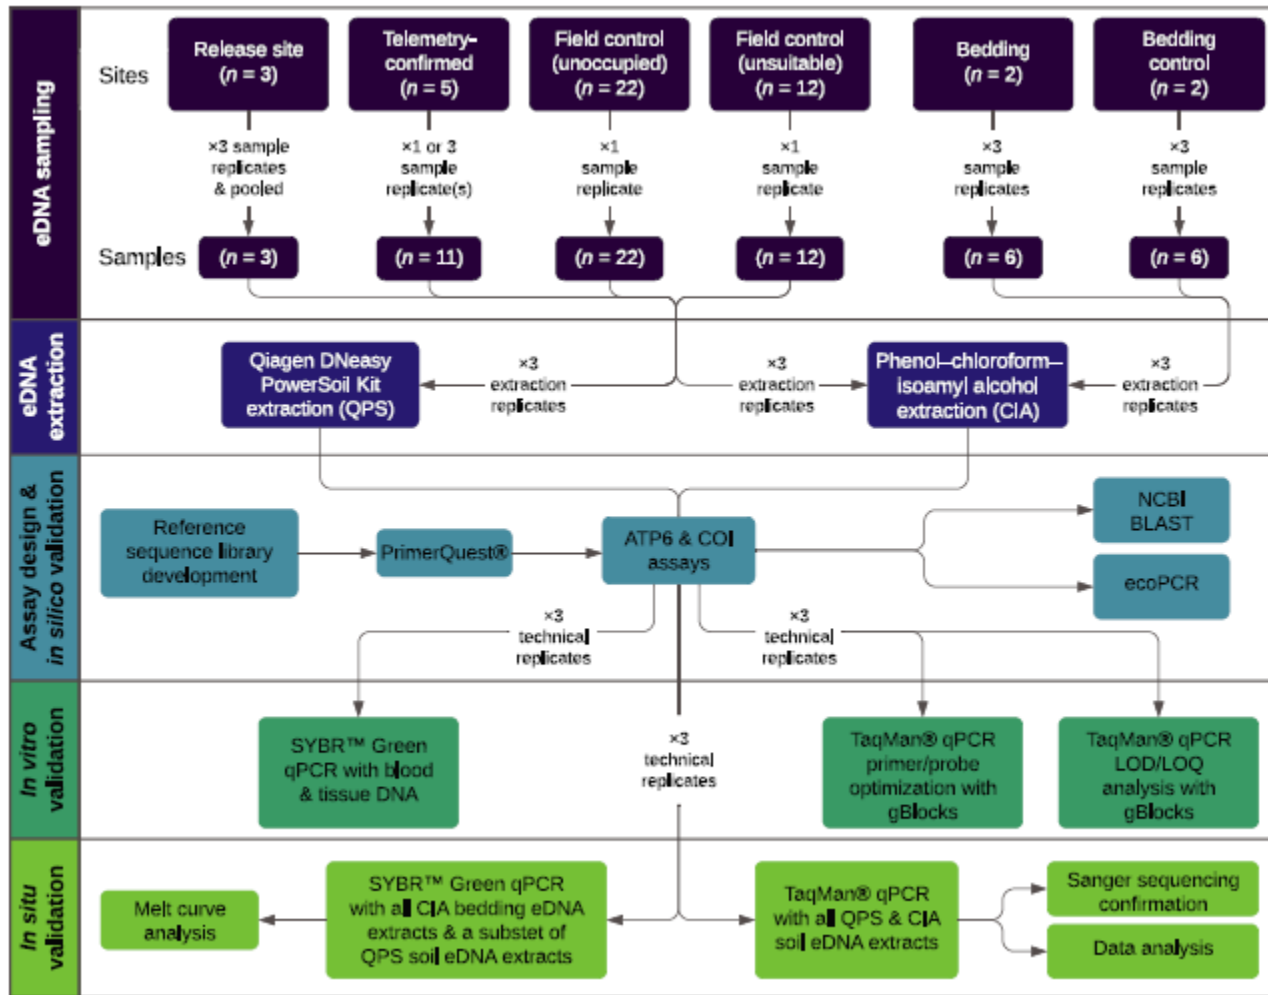 eDNA sampling
Sites
Release site
(n = 3)
Telemetry–
confirmed
(n = 5)
Field control
(unoccupied)
(n = 22)
Field control
(unsuitable)
(n = 12)
Bedding
(n = 2)
Bedding
control
(n = 2)
×3 sample
replicates
& pooled
×1 or 3
sample
replicate(s)
×1
sample
replicate
×1
sample
replicate
×3
sample
replicates
×3
sample
replicates
Samples
(n = 3)
(n = 11)
(n = 22)
(n = 12)
(n = 6)
(n = 6)
eDNA
extraction
Qiagen DNeasy
PowerSoil Kit
extraction (QPS)
×3
extraction
replicates
×3
extraction
replicates
Phenol–chloroform–
isoamyl alcohol
extraction (CIA)
×3
extraction
replicates
Assay design &
in silico validation
Reference
sequence library
development
PrimerQuest®
ATP6 & COI
assays
NCBI
BLAST
ecoPCR
×3
technical
replicates
×3
technical
replicates
In vitro
validation
SYBR™ Green
qPCR with blood
& tissue DNA
×3
technical
replicates
TaqMan® qPCR
primer/probe
optimization with
gBlocks
TaqMan® qPCR
LOD/LOQ
analysis with
gBlocks
In situ
validation
Melt curve
analysis
SYBR™ Green qPCR
with all CIA bedding eDNA
extracts & a substet of
QPS soil eDNA extracts
TaqMan® qPCR
with all QPS & CIA
soil eDNA extracts
Sanger sequencing
confirmation
Data analysis